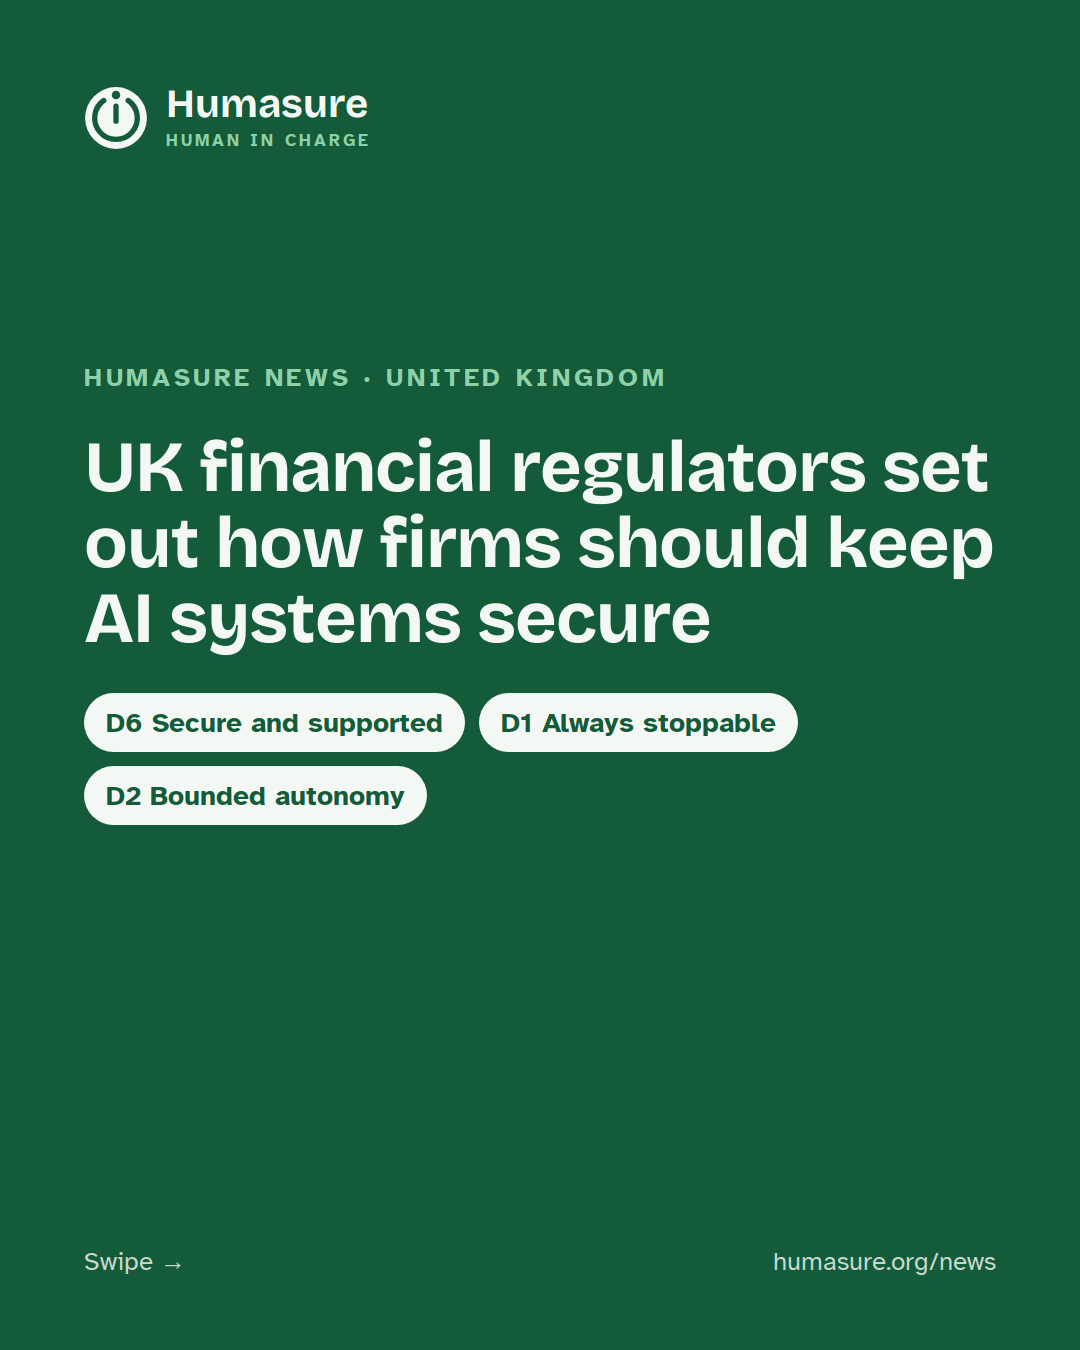 Humasure
HUMAN IN CHARGE
HUMASURE NEWS · UNITED KINGDOM
UK financial regulators set
out how firms should keep
AI systems secure
D6 Secure and supported
D1 Always stoppable
D2 Bounded autonomy
Swipe →
humasure.org/news